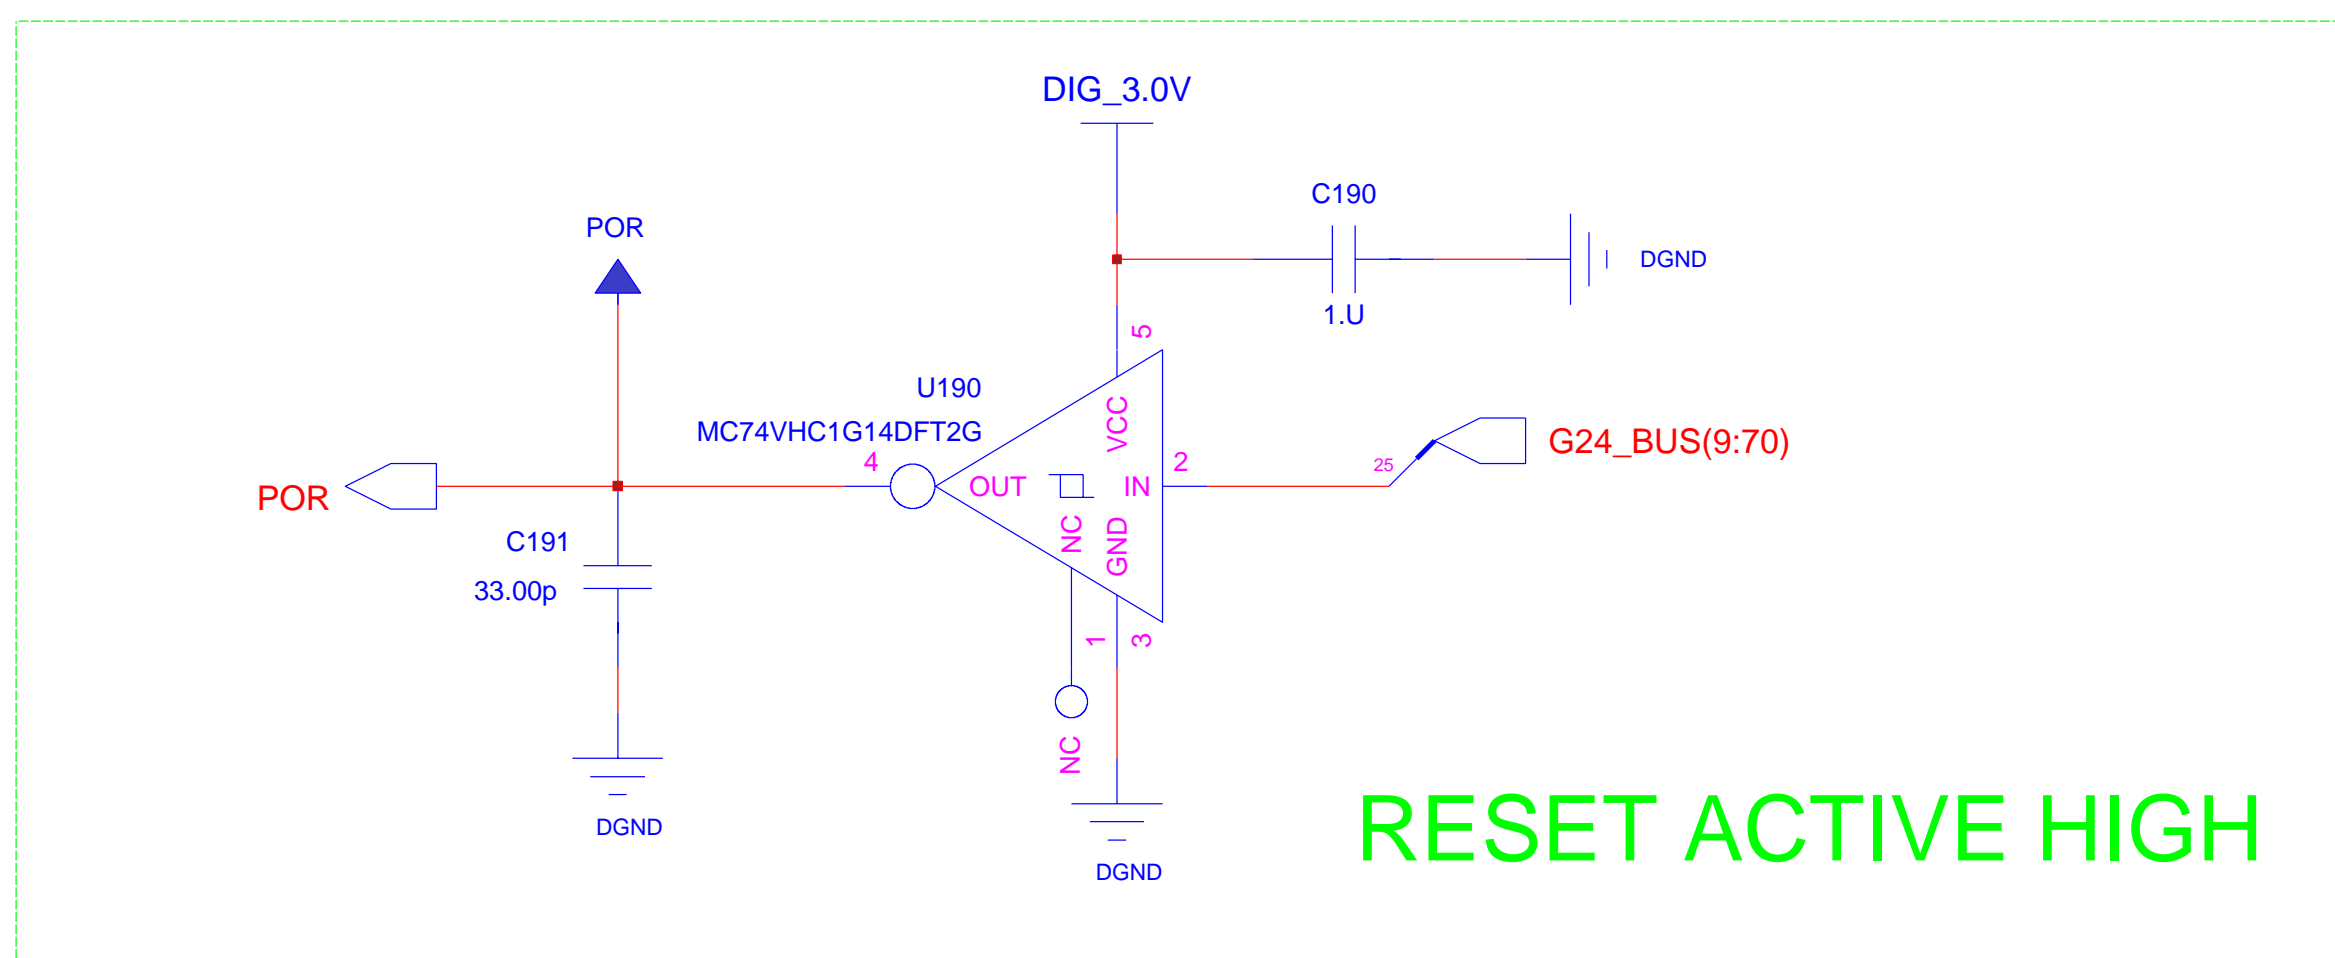 DIG_3.0V
C190
POR
DGND
1.U
5
U190
VCC
MC74VHC1G14DFT2G
G24_BUS(9:70)
4
2
25
POR
OUT
IN
NC
GND
C191
33.00p
1
3
NC
DGND
RESET ACTIVE HIGH
DGND